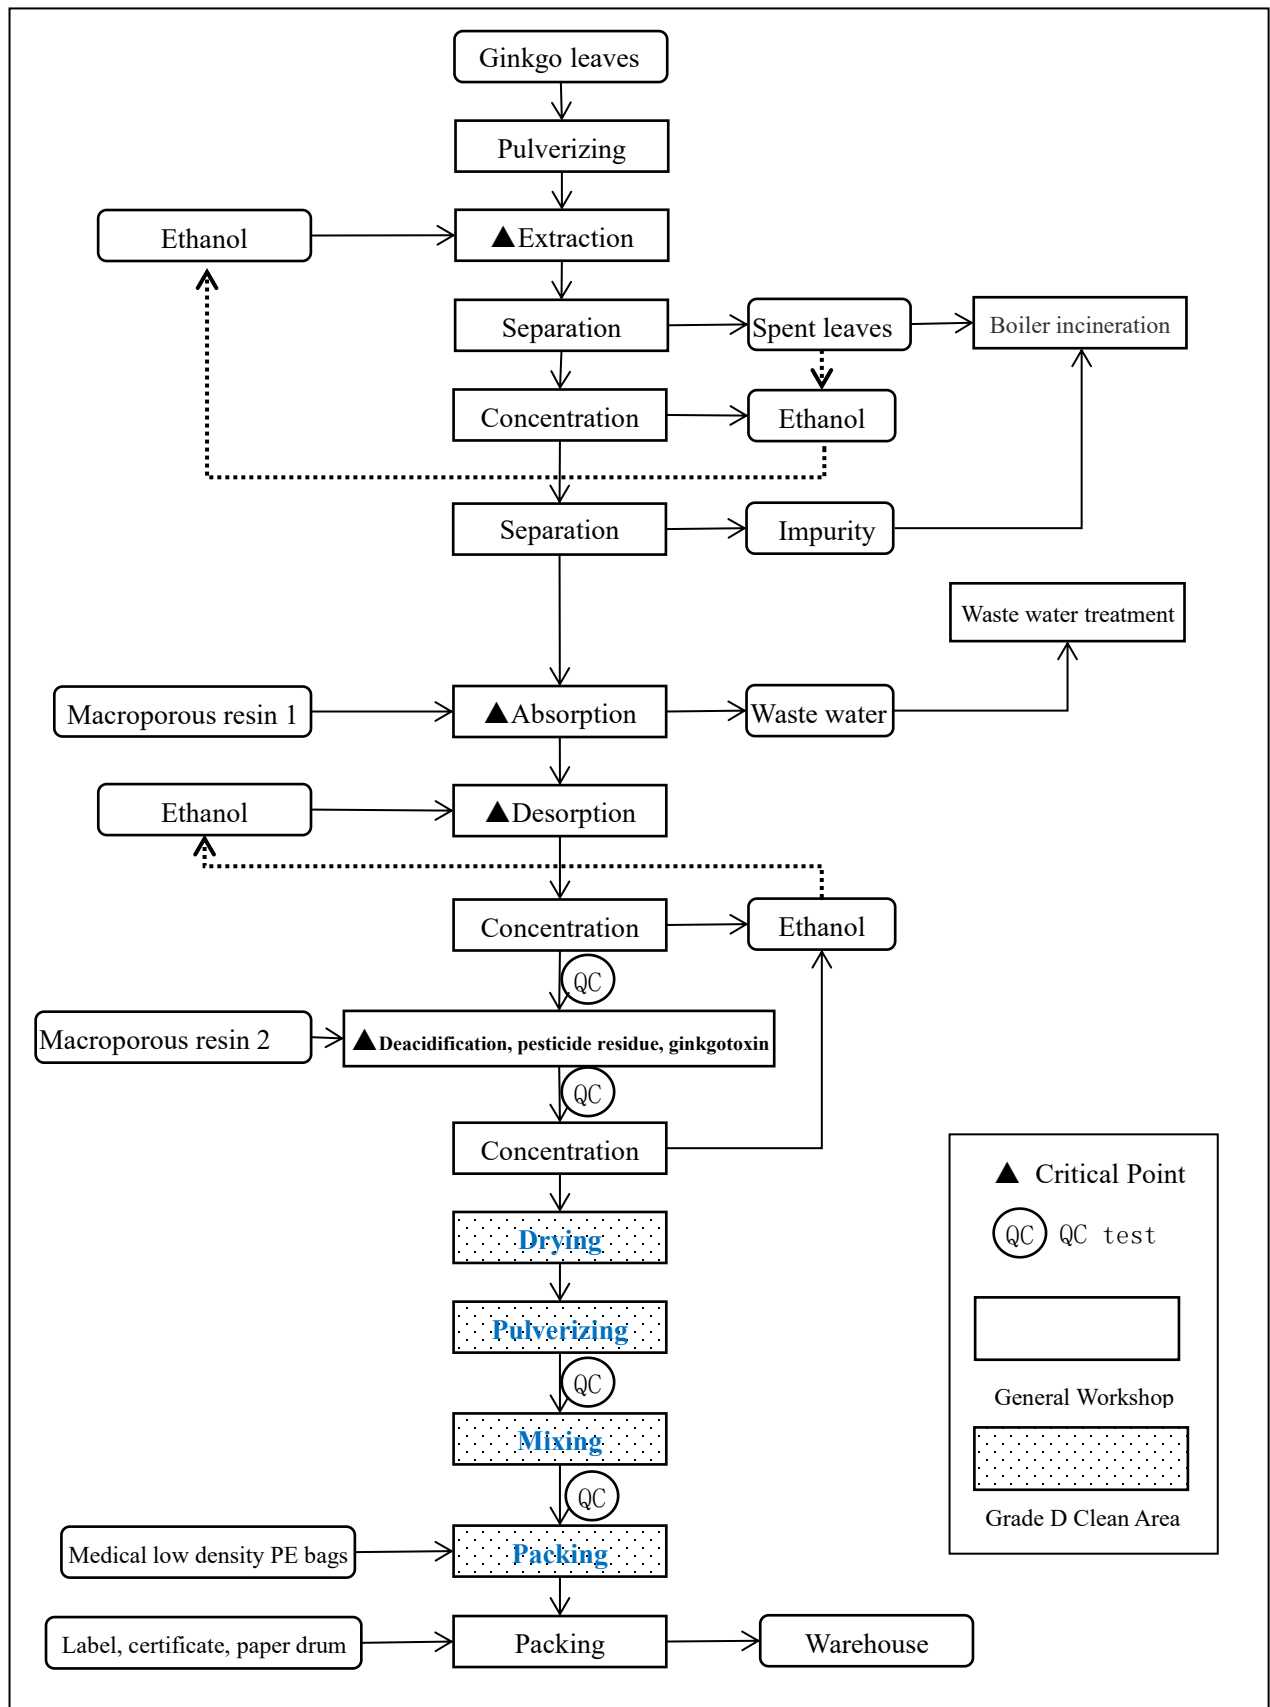 Ginkgo leaves
Pulverizing
Ethanol
▲Extraction
Separation
Spent leaves
Boiler incineration
Concentration
Ethanol
Separation
Impurity
Waste water treatment
Macroporous resin 1
▲Absorption
Waste water
Ethanol
▲Desorption
Concentration
Ethanol
QC
Macroporous resin 2
▲Deacidification, pesticide residue, ginkgotoxin
QC
Concentration
▲ Critical Point
QC QC test
Drying
Pulverizing
General Workshop
QC
Mixing
QC
Grade D Clean Area
Medical low density PE bags
Packing
Label, certificate, paper drum
Packing
Warehouse